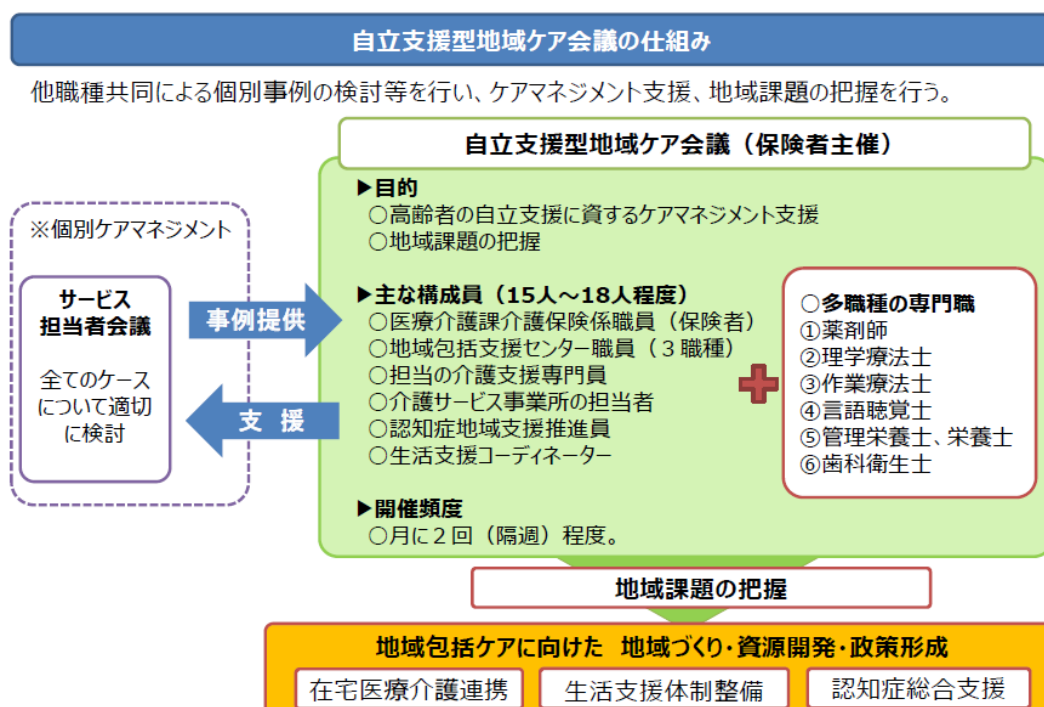 自立支援型地域ケア会議の仕組み
他職種共同による個別事例の検討等を行い、ケアマネジメント支援、地域課題の把握を行う。
自立支援型地域ケア会議（保険者主催）
※個別ケアマネジメント
サービス
担当者会議
全てのケース
について適切
に検討
事例提供
支 援
▶目的
○高齢者の自立支援に資するケアマネジメント支援
○地域課題の把握
▶主な構成員（15人～18人程度）
○医療介護課介護保険係職員（保険者）
○地域包括支援センター職員（３職種）
○担当の介護支援専門員
○介護サービス事業所の担当者
○認知症地域支援推進員
○生活支援コーディネーター
▶開催頻度
○月に２回（隔週）程度。
○多職種の専門職
①薬剤師
②理学療法士
③作業療法士
④言語聴覚士
⑤管理栄養士、栄養士
⑥歯科衛生士
地域課題の把握
地域包括ケアに向けた 地域づくり・資源開発・政策形成
在宅医療介護連携
生活支援体制整備
認知症総合支援